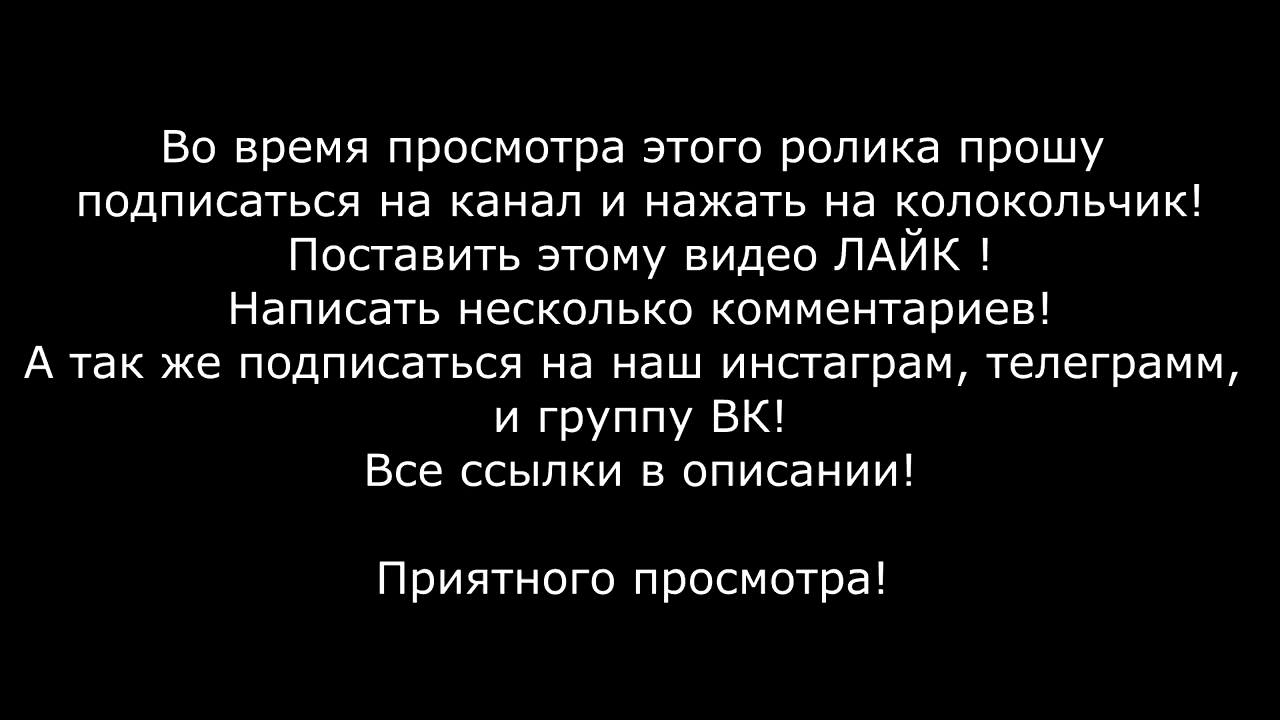 Во время просмотра этого ролика прошу
подписаться на канал и нажать на колокольчик!
Поставить этому видео ЛАЙК !
Написать несколько комментариев!
А так же подписаться на наш инстаграм, телеграмм,
и группу ВК!
Все ссылки в описании!
Приятного просмотра!